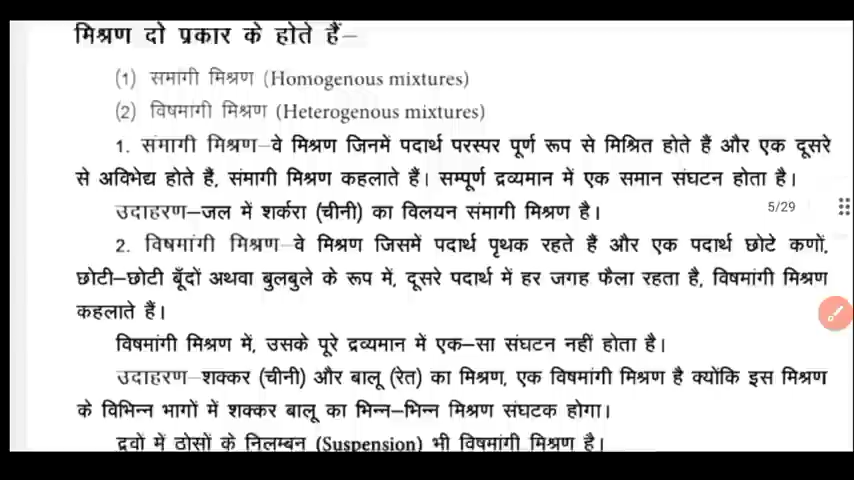 मिश्रण दो प्रकार के होते हैं–
(1) समांगी मिश्रण (Homogenous mixtures)
(2) विषमांगी मिश्रण (Heterogenous mixtures)
1. संमागी मिश्रण–वे मिश्रण जिनमें पदार्थ परस्पर पूर्ण रूप से मिश्रित होते हैं और एक दूसरे
से अविभेद्य होते हैं, संमागी मिश्रण कहलाते हैं। सम्पूर्ण द्रव्यमान में एक समान संघटन होता है।
उदाहरण–जल में शर्करा (चीनी) का विलयन संमागी मिश्रण है।
5/29
2. विषमांगी मिश्रण–वे मिश्रण जिसमें पदार्थ पृथक रहते हैं और एक पदार्थ छोटे कणों,
छोटी–छोटी बूँदों अथवा बुलबुले के रूप में, दूसरे पदार्थ में हर जगह फैला रहता है, विषमांगी मिश्रण
कहलाते हैं।
विषमांगी मिश्रण में, उसके पूरे द्रव्यमान में एक–सा संघटन नहीं होता है।
उदाहरण–शक्कर (चीनी) और बालू (रेत) का मिश्रण, एक विषमांगी मिश्रण है क्योंकि इस मिश्रण
के विभिन्न भागों में शक्कर बालू का भिन्न–भिन्न मिश्रण संघटक होगा।
द्रवों में ठोसों के निलम्बन (Suspension) भी विषमांगी मिश्रण है।